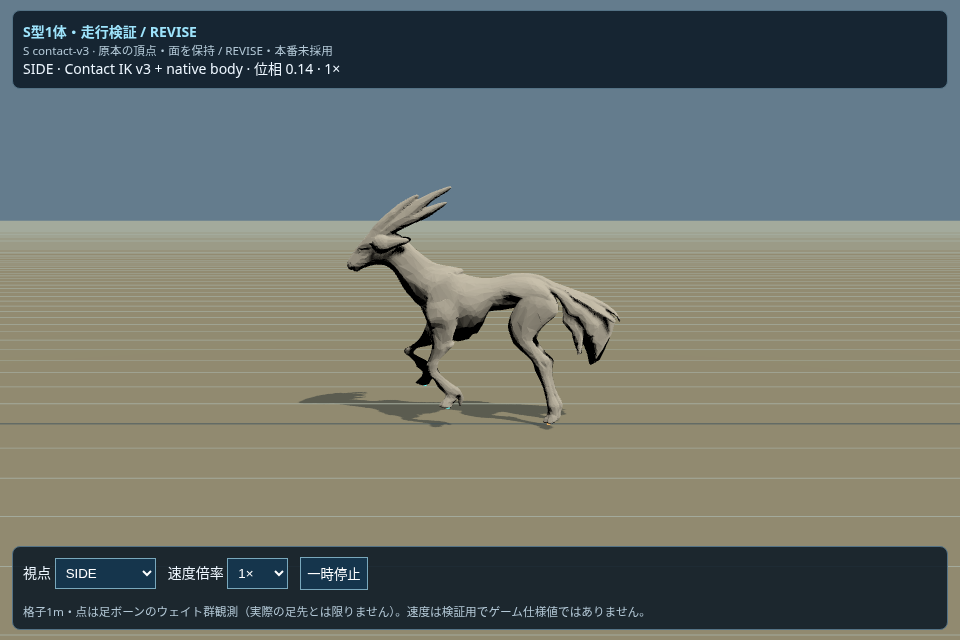 S型1体・走行検証 / REVISE
S contact-v3 · 原本の頂点・面を保持 / REVISE・本番未採用
SIDE · Contact IK v3 + native body · 位相 0.14 · 1×
視点 SIDE 速度倍率 1× 一時停止
格子1m・点は足ボーンのウェイト群観測（実際の足先とは限りません）。速度は検証用でゲーム仕様値ではありません。